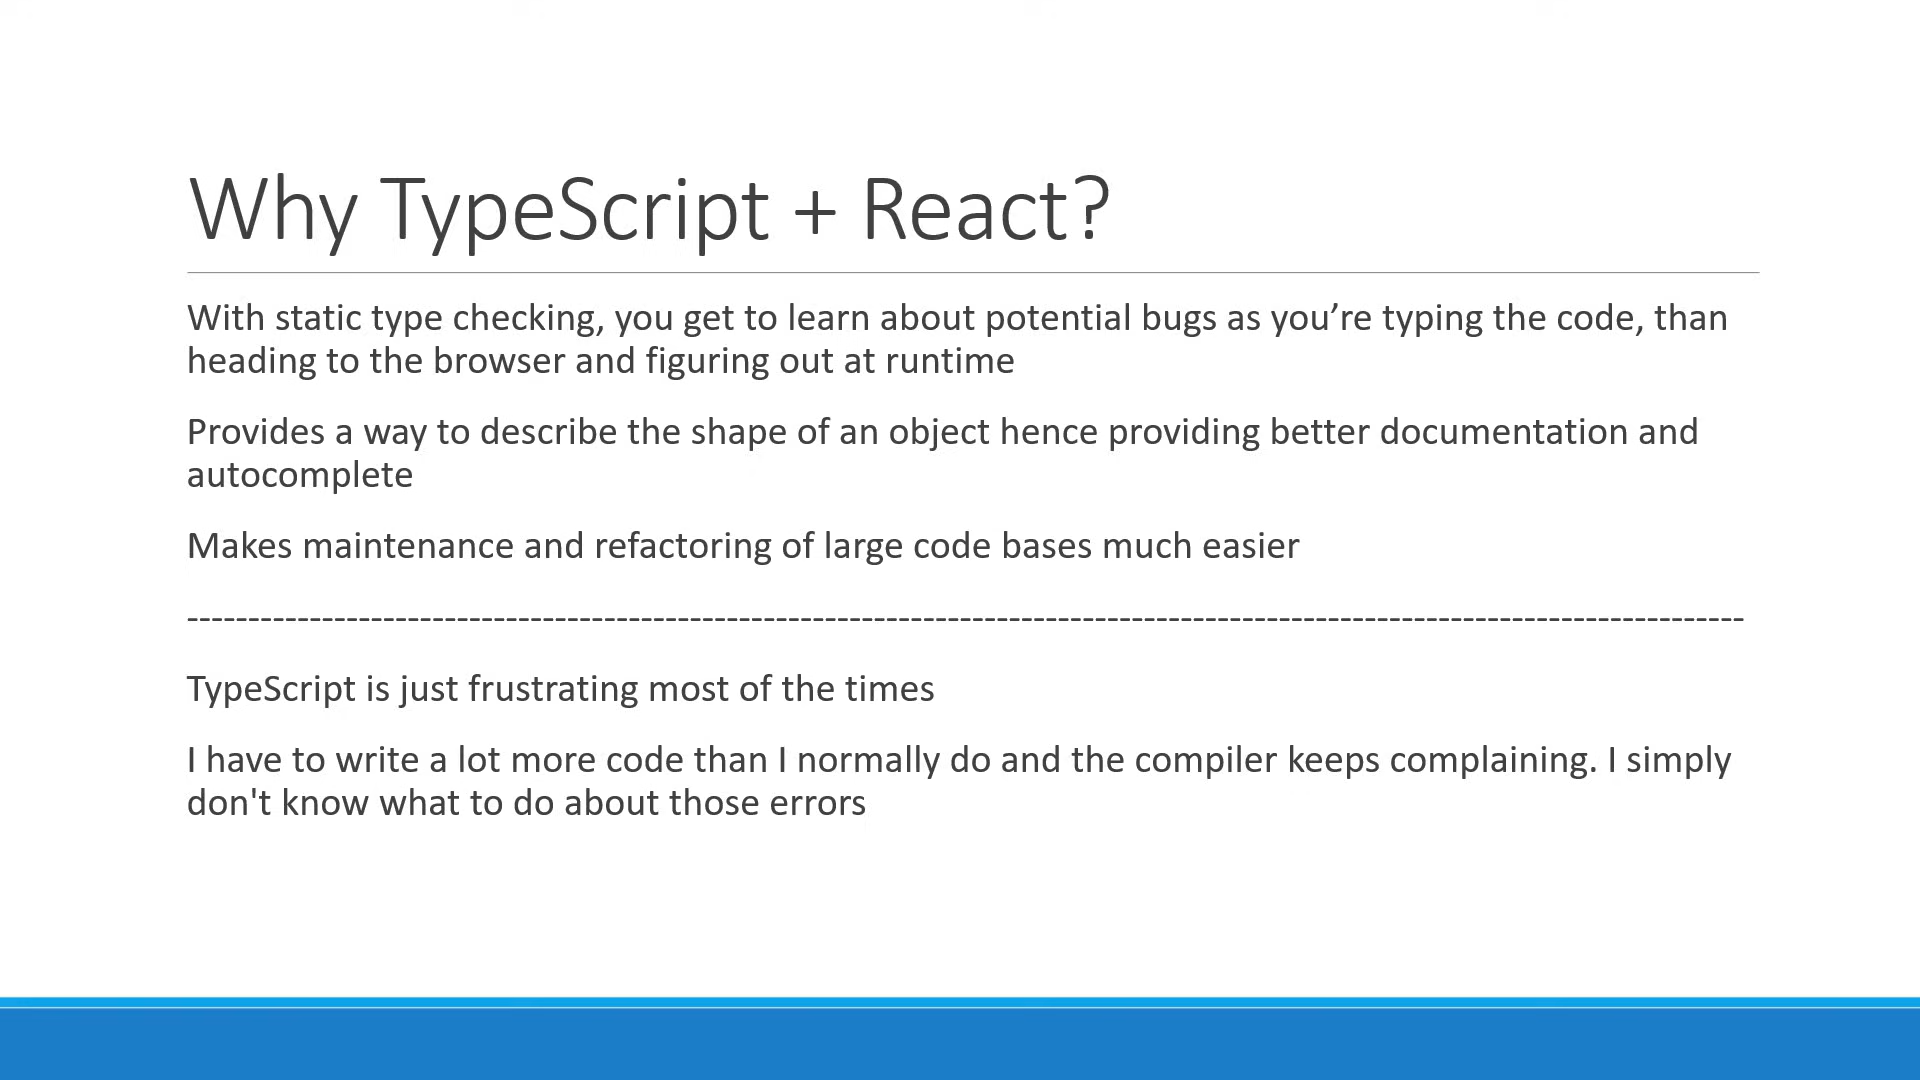 Why TypeScript + React?
With static type checking, you get to learn about potential bugs as you’re typing the code, than
heading to the browser and figuring out at runtime
Provides a way to describe the shape of an object hence providing better documentation and
autocomplete
Makes maintenance and refactoring of large code bases much easier
--------------------------------------------------------------------------------------------------------------------------------
TypeScript is just frustrating most of the times
I have to write a lot more code than I normally do and the compiler keeps complaining. I simply
don't know what to do about those errors